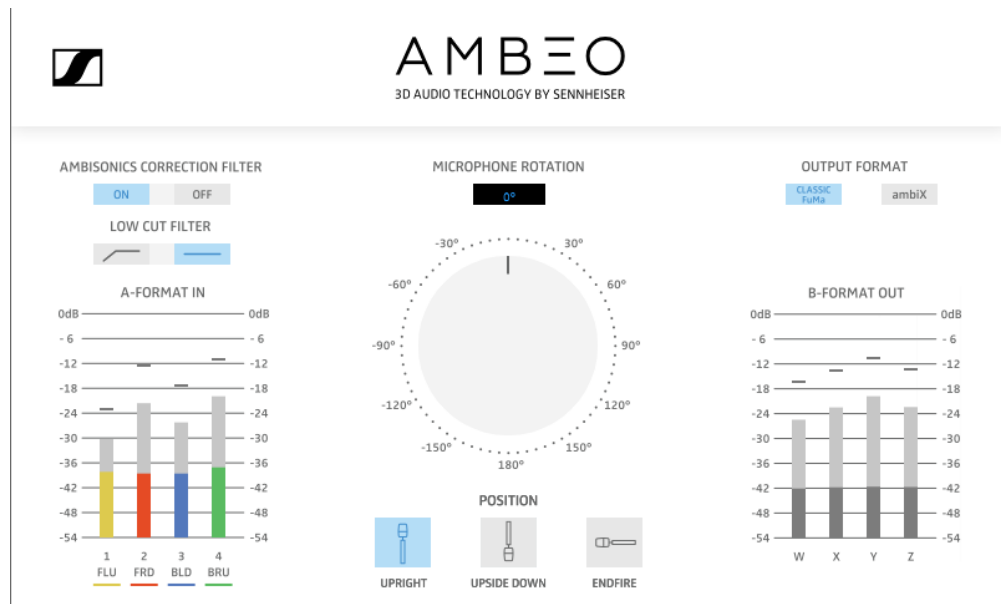 AMBEO
3D AUDIO TECHNOLOGY BY SENNHEISER
AMBISONICS CORRECTION FILTER
ON OFF
LOW CUT FILTER
A-FORMAT IN
0dB 0dB
- 6 - 6
-12 -12
-18 -18
-24 -24
-30 -30
-36 -36
-42 -42
-48 -48
-54 -54
1 2 3 4
FLU FRD BLD BRU
MICROPHONE ROTATION
0°
-30° 30°
-60° 60°
-90° 90°
-120° 120°
-150° 150°
180°
POSITION
UPRIGHT UPSIDE DOWN ENDFIRE
OUTPUT FORMAT
CLASSIC
FuMa
ambiX
B-FORMAT OUT
0dB 0dB
- 6 - 6
-12 -12
-18 -18
-24 -24
-30 -30
-36 -36
-42 -42
-48 -48
-54 -54
W X Y Z